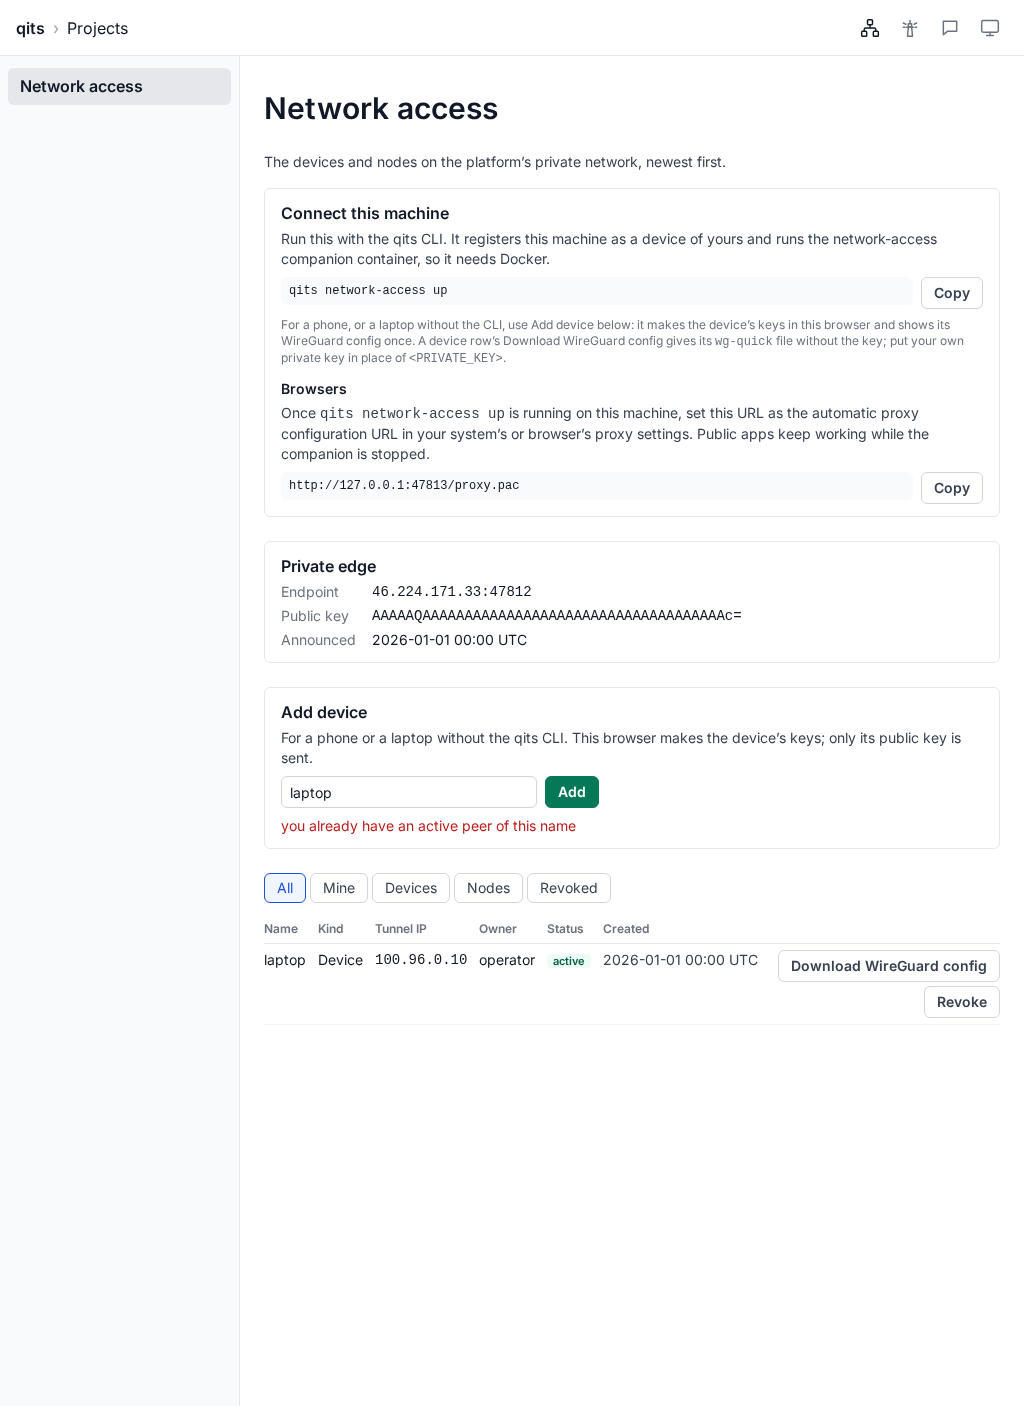 qits › Projects
Network access
Network access
The devices and nodes on the platform’s private network, newest first.
Connect this machine
Run this with the qits CLI. It registers this machine as a device of yours and runs the network-access
companion container, so it needs Docker.
qits network-access up
Copy
For a phone, or a laptop without the CLI, use Add device below: it makes the device’s keys in this browser and shows its
WireGuard config once. A device row’s Download WireGuard config gives its wg-quick file without the key; put your own
private key in place of <PRIVATE_KEY>.
Browsers
Once qits network-access up is running on this machine, set this URL as the automatic proxy
configuration URL in your system’s or browser’s proxy settings. Public apps keep working while the
companion is stopped.
http://127.0.0.1:47813/proxy.pac
Copy
Private edge
Endpoint 46.224.171.33:47812
Public key AAAAAQAAAAAAAAAAAAAAAAAAAAAAAAAAAAAAAAAAAAc=
Announced 2026-01-01 00:00 UTC
Add device
For a phone or a laptop without the qits CLI. This browser makes the device’s keys; only its public key is
sent.
laptop
Add
you already have an active peer of this name
All Mine Devices Nodes Revoked
Name Kind Tunnel IP Owner Status Created
laptop Device 100.96.0.10 operator active 2026-01-01 00:00 UTC Download WireGuard config
Revoke